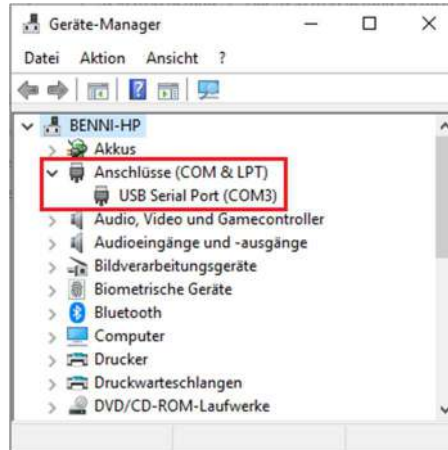 Geräte-Manager
Datei Aktion Ansicht ?
BENNI-HP
Akkus
Anschlüsse (COM & LPT)
USB Serial Port (COM3)
Audio, Video und Gamecontroller
Audioeingänge und -ausgänge
Bildverarbeitungsgeräte
Biometrische Geräte
Bluetooth
Computer
Drucker
Druckwarteschlangen
DVD/CD-ROM-Laufwerke